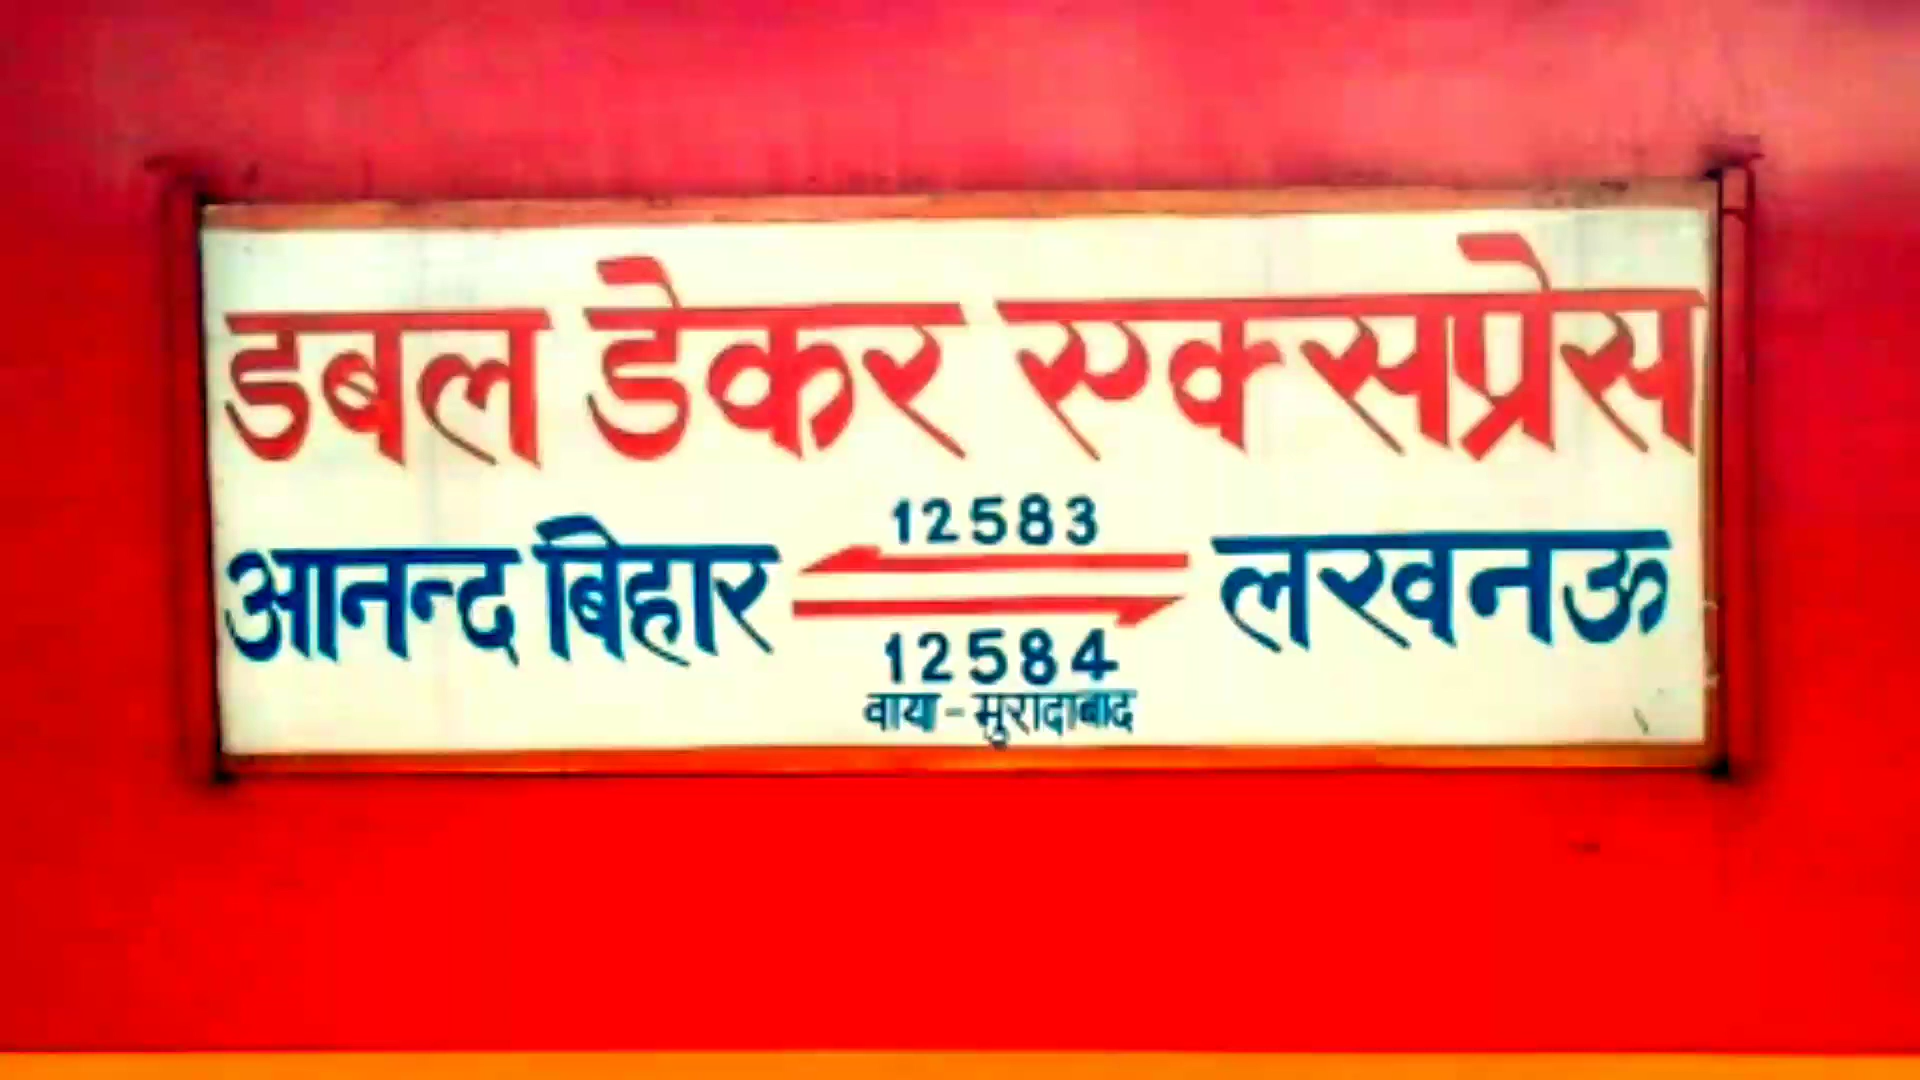 डबल डेकर एक्सप्रेस
12583
आनन्द बिहार लखनऊ
12584
वाया - मुरादाबाद